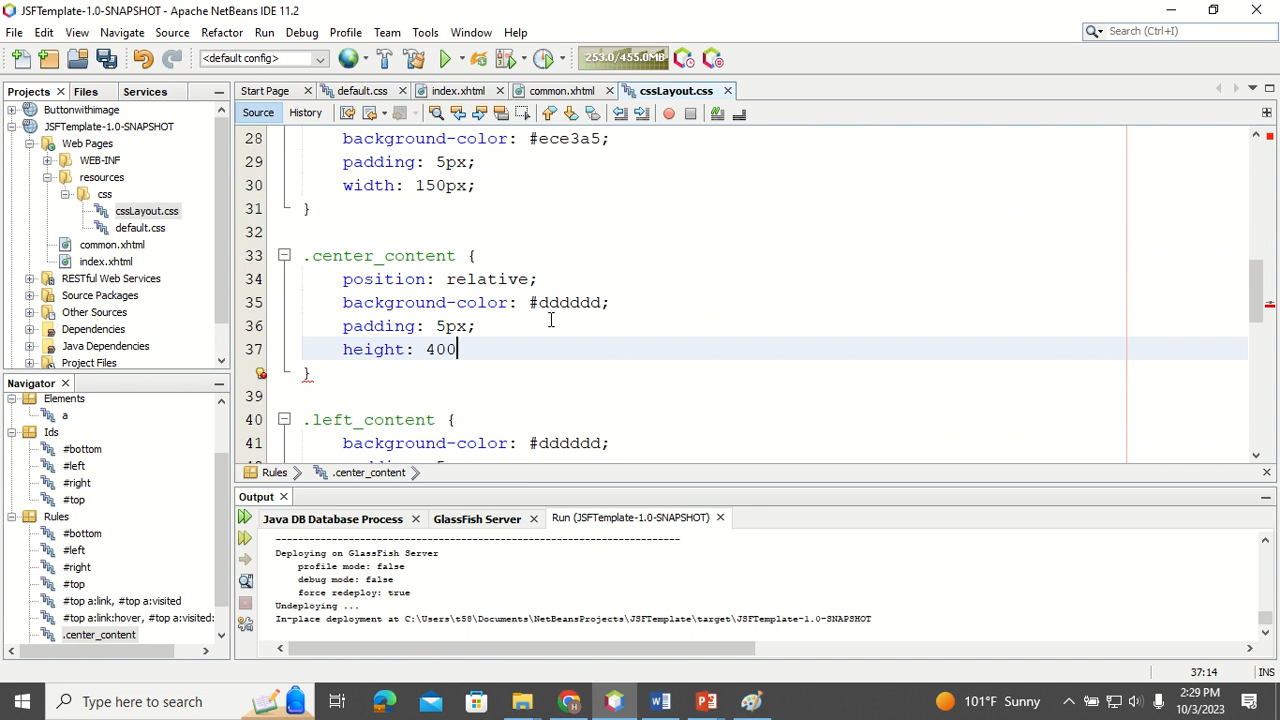 JSFTemplate-1.0-SNAPSHOT - Apache NetBeans IDE 11.2
File Edit View Navigate Source Refactor Run Debug Profile Team Tools Window Help
Search (Ctrl+I)
<default config>
253.0/455.0MB
Projects Files Services
Start Page default.css index.xhtml common.xhtml cssLayout.css
Source History
Buttonwithimage
JSFTemplate-1.0-SNAPSHOT
Web Pages
WEB-INF
resources
css
cssLayout.css
default.css
common.xhtml
index.xhtml
RESTful Web Services
Source Packages
Other Sources
Dependencies
Java Dependencies
Project Files
28 background-color: #ece3a5;
29 padding: 5px;
30 width: 150px;
31 }
32
33 .center_content {
34 position: relative;
35 background-color: #dddddd;
36 padding: 5px;
37 height: 400
}
39
40 .left_content {
41 background-color: #dddddd;
Rules .center_content
Navigator
Elements
a
Ids
#bottom
#left
#right
#top
Rules
#bottom
#left
#right
#top
#top a:link, #top a:visited
#top a:link:hover, #top a:visited:
.center_content
Output
Java DB Database Process GlassFish Server Run (JSFTemplate-1.0-SNAPSHOT)
------------------------------------------------------------------------
Deploying on GlassFish Server
profile mode: false
debug mode: false
force redeploy: true
Undeploying ...
In-place deployment at C:\Users\t58\Documents\NetBeansProjects\JSFTemplate\target\JSFTemplate-1.0-SNAPSHOT
37:14 INS
Type here to search
101°F Sunny
2:29 PM
10/3/2023